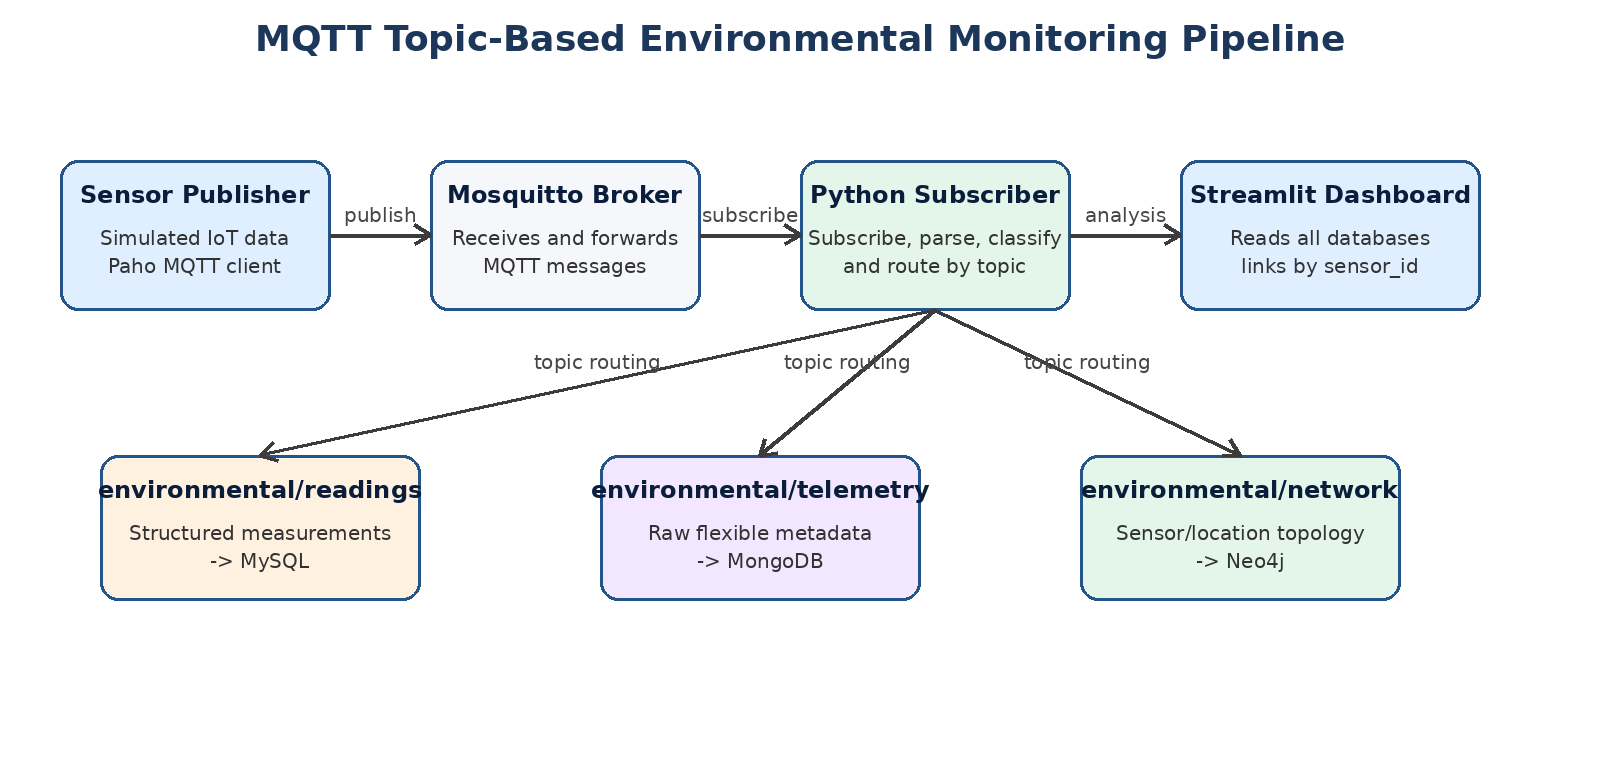 MQTT Topic-Based Environmental Monitoring Pipeline
Sensor Publisher
Simulated IoT data
Paho MQTT client
publish
Mosquitto Broker
Receives and forwards
MQTT messages
subscribe
Python Subscriber
Subscribe, parse, classify
and route by topic
analysis
Streamlit Dashboard
Reads all databases
links by sensor_id
topic routing
topic routing
topic routing
environmental/readings
Structured measurements
-> MySQL
environmental/telemetry
Raw flexible metadata
-> MongoDB
environmental/network
Sensor/location topology
-> Neo4j